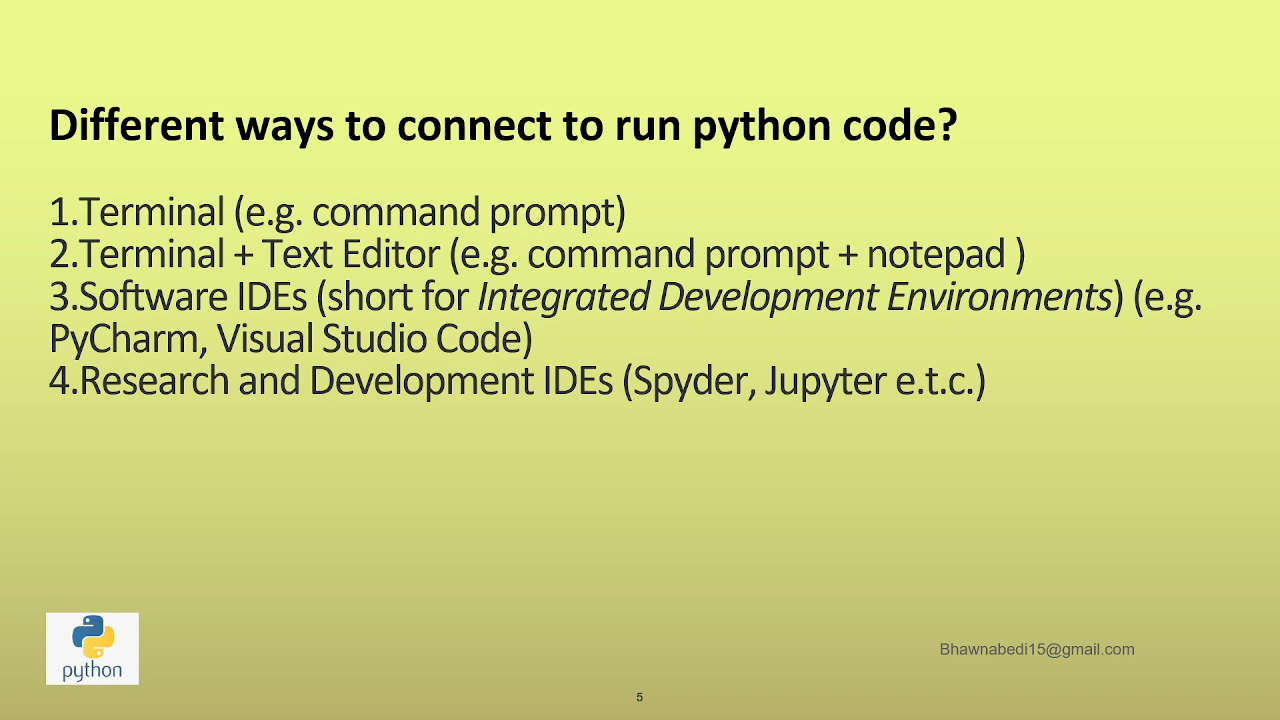 Different ways to connect to run python code?
1.Terminal (e.g. command prompt)
2.Terminal + Text Editor (e.g. command prompt + notepad )
3.Software IDEs (short for Integrated Development Environments) (e.g.
PyCharm, Visual Studio Code)
4.Research and Development IDEs (Spyder, Jupyter e.t.c.)
python
Bhawnabedi15@gmail.com
5